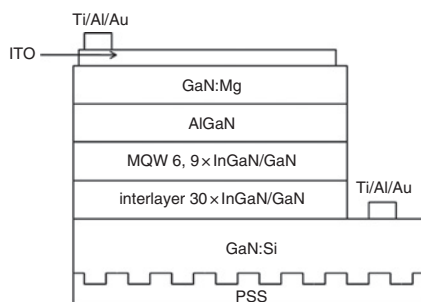 Ti/Al/Au
ITO
GaN:Mg
AlGaN
MQW 6, 9×InGaN/GaN
interlayer 30×InGaN/GaN
Ti/Al/Au
GaN:Si
PSS